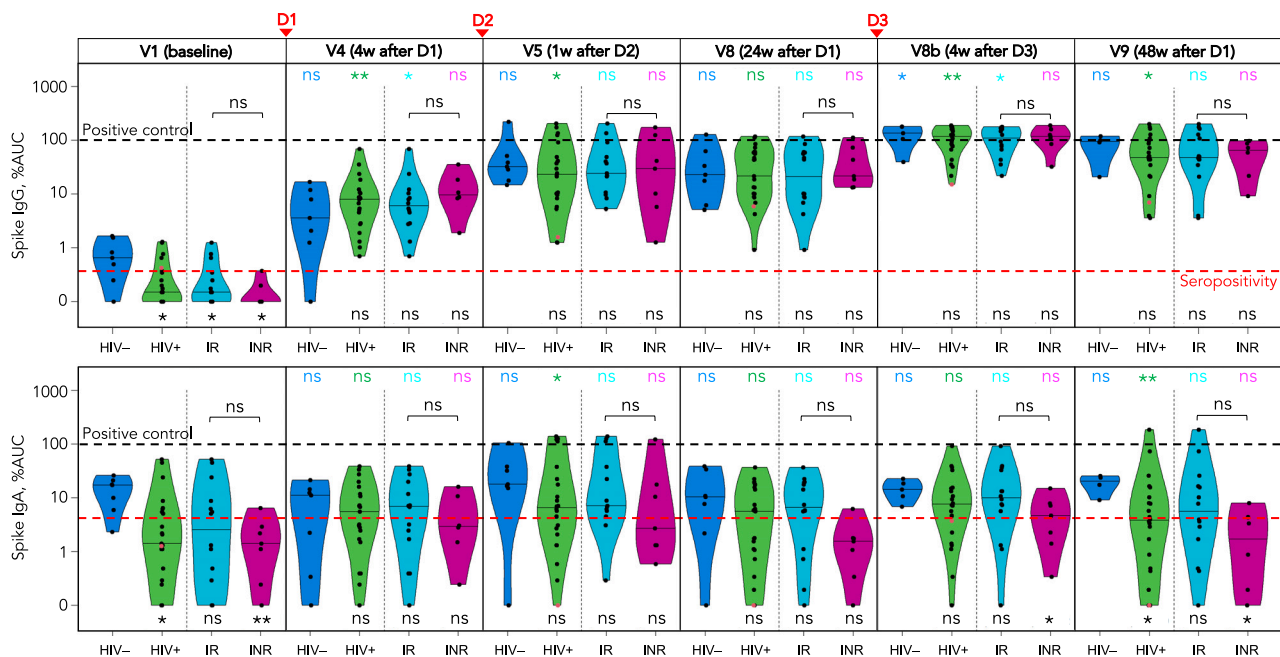 D1 D2 D3
V1 (baseline) V4 (4w after D1) V5 (1w after D2) V8 (24w after D1) V8b (4w after D3) V9 (48w after D1)
ns ** * ns ns * ns ns ns ns ns ns * ** * ns ns * ns ns
1000
ns ns ns ns ns ns
Positive control
100
Spike IgG, %AUC
10
1
Seropositivity
0
* * * ns ns ns ns ns ns ns ns ns ns ns ns ns ns ns
HIV– HIV+ IR INR HIV– HIV+ IR INR HIV– HIV+ IR INR HIV– HIV+ IR INR HIV– HIV+ IR INR HIV– HIV+ IR INR
ns ns ns ns ns * ns ns ns ns ns ns ns ns ns ns ns ** ns ns
1000
ns ns ns ns ns ns
Positive control
100
Spike IgA, %AUC
10
1
0
* ns ** ns ns ns ns ns ns ns ns ns ns ns * * ns *
HIV– HIV+ IR INR HIV– HIV+ IR INR HIV– HIV+ IR INR HIV– HIV+ IR INR HIV– HIV+ IR INR HIV– HIV+ IR INR